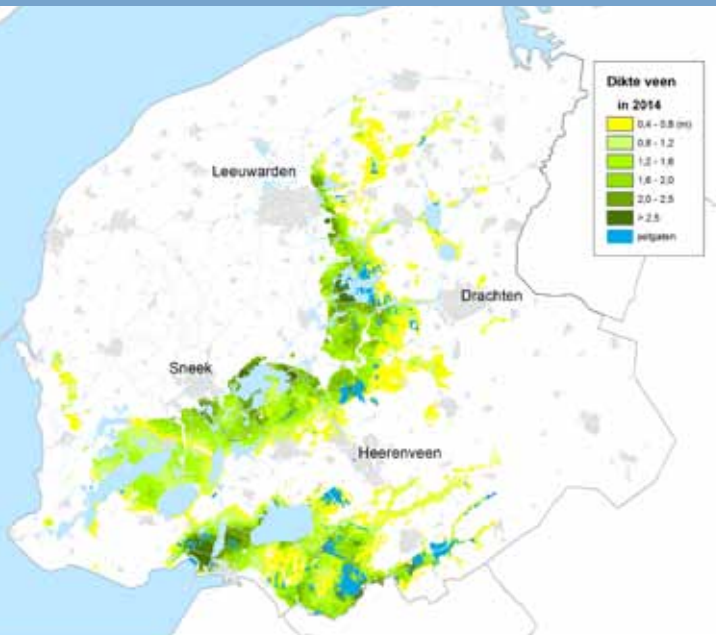 Dikte veen
in 2014
0,4 - 0,8 (m)
0,8 - 1,2
1,2 - 1,6
1,6 - 2,0
2,0 - 2,5
> 2,5
petgaten
Leeuwarden
Drachten
Sneek
Heerenveen